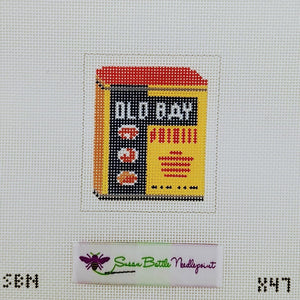 OLD BAY
Susan Battle Needlepoint
SBN
X47